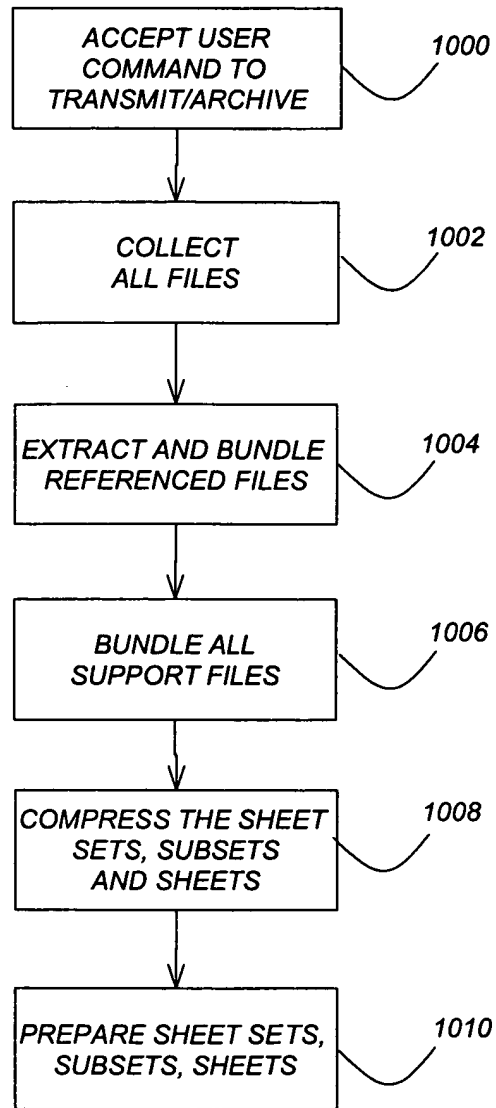 ACCEPT USER
COMMAND TO
TRANSMIT/ARCHIVE
1000
COLLECT
ALL FILES
1002
EXTRACT AND BUNDLE
REFERENCED FILES
1004
BUNDLE ALL
SUPPORT FILES
1006
COMPRESS THE SHEET
SETS, SUBSETS
AND SHEETS
1008
PREPARE SHEET SETS,
SUBSETS, SHEETS
1010